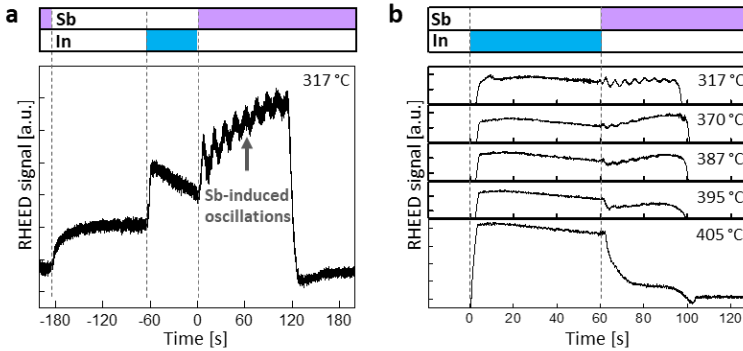 a
Sb
In
317 °C
RHEED signal [a.u.]
Sb-induced
oscillations
-180 -120 -60 0 60 120 180
Time [s]
b
Sb
In
317 °C
370 °C
387 °C
395 °C
405 °C
RHEED signal [a.u.]
0 20 40 60 80 100 120
Time [s]